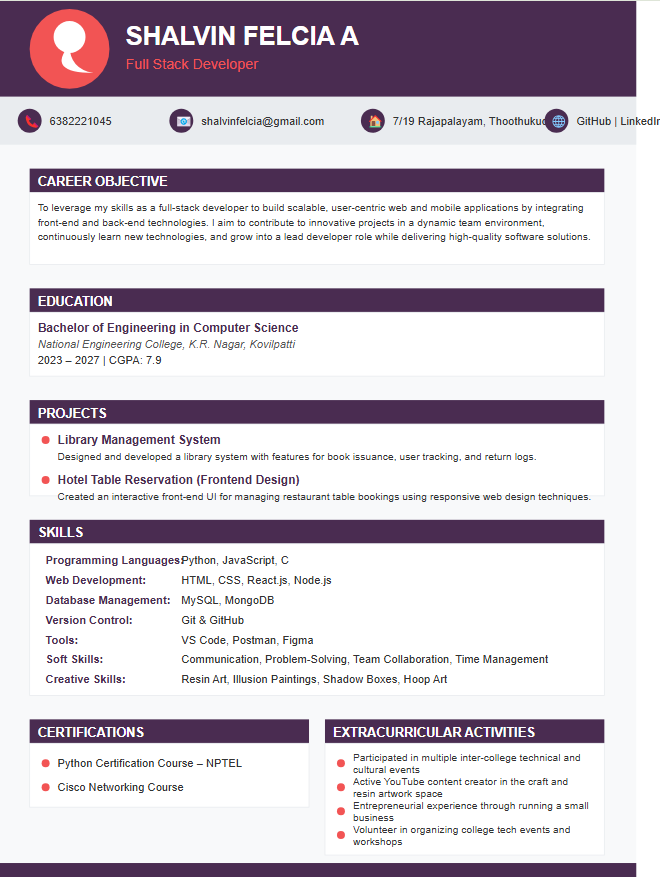 SHALVIN FELCIA A
Full Stack Developer
6382221045
shalvinfelcia@gmail.com
7/19 Rajapalayam, Thoothukud
GitHub | LinkedIn
CAREER OBJECTIVE
To leverage my skills as a full-stack developer to build scalable, user-centric web and mobile applications by integrating
front-end and back-end technologies. I aim to contribute to innovative projects in a dynamic team environment,
continuously learn new technologies, and grow into a lead developer role while delivering high-quality software solutions.
EDUCATION
Bachelor of Engineering in Computer Science
National Engineering College, K.R. Nagar, Kovilpatti
2023 – 2027 | CGPA: 7.9
PROJECTS
Library Management System
Designed and developed a library system with features for book issuance, user tracking, and return logs.
Hotel Table Reservation (Frontend Design)
Created an interactive front-end UI for managing restaurant table bookings using responsive web design techniques.
SKILLS
Programming Languages: Python, JavaScript, C
Web Development: HTML, CSS, React.js, Node.js
Database Management: MySQL, MongoDB
Version Control: Git & GitHub
Tools: VS Code, Postman, Figma
Soft Skills: Communication, Problem-Solving, Team Collaboration, Time Management
Creative Skills: Resin Art, Illusion Paintings, Shadow Boxes, Hoop Art
CERTIFICATIONS
Python Certification Course – NPTEL
Cisco Networking Course
EXTRACURRICULAR ACTIVITIES
Participated in multiple inter-college technical and
cultural events
Active YouTube content creator in the craft and
resin artwork space
Entrepreneurial experience through running a small
business
Volunteer in organizing college tech events and
workshops